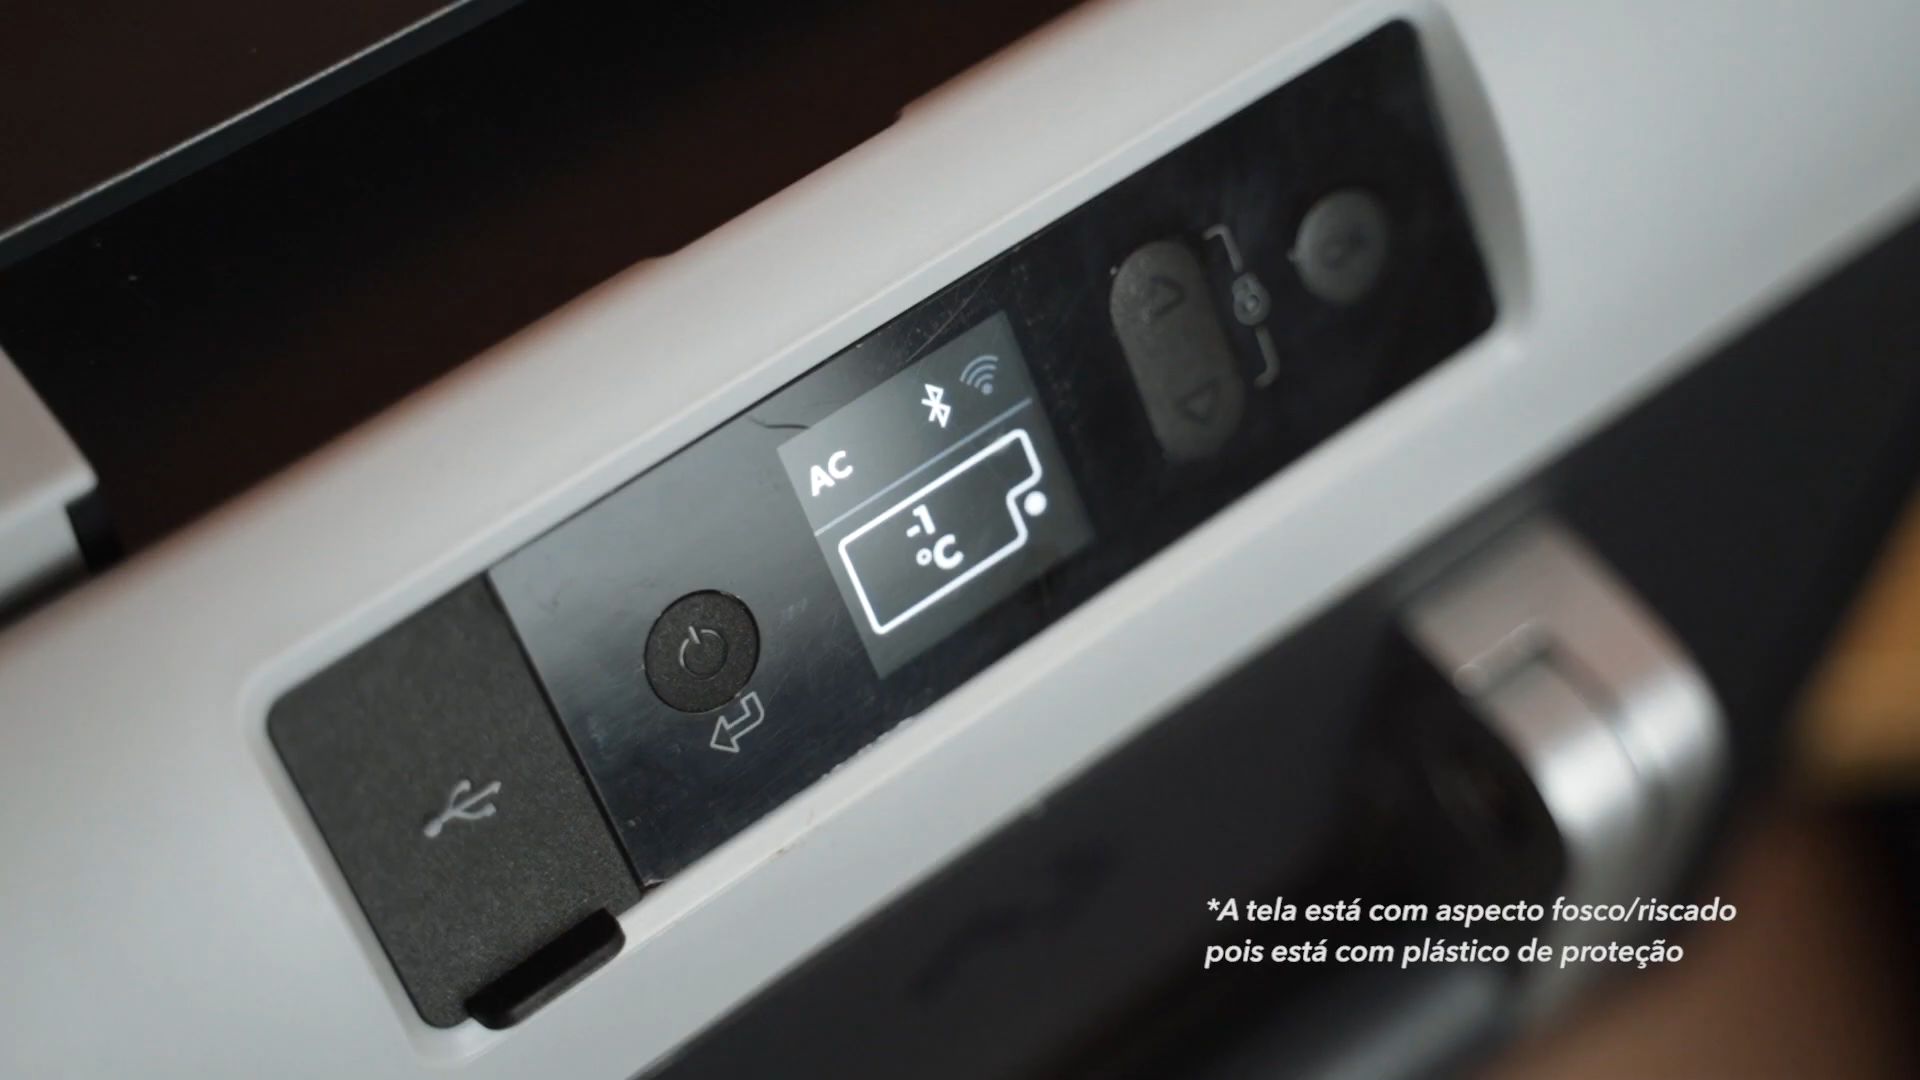 AC
-1
°C
*A tela está com aspecto fosco/riscado
pois está com plástico de proteção